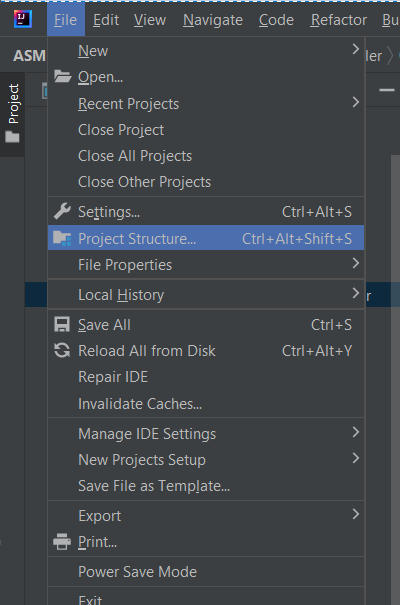 IJ File Edit View Navigate Code Refactor Bu
ASM ler
Project
New
Open...
Recent Projects
Close Project
Close All Projects
Close Other Projects
Settings... Ctrl+Alt+S
Project Structure... Ctrl+Alt+Shift+S
File Properties
Local History r
Save All Ctrl+S
Reload All from Disk Ctrl+Alt+Y
Repair IDE
Invalidate Caches...
Manage IDE Settings
New Projects Setup
Save File as Template...
Export
Print...
Power Save Mode
Exit